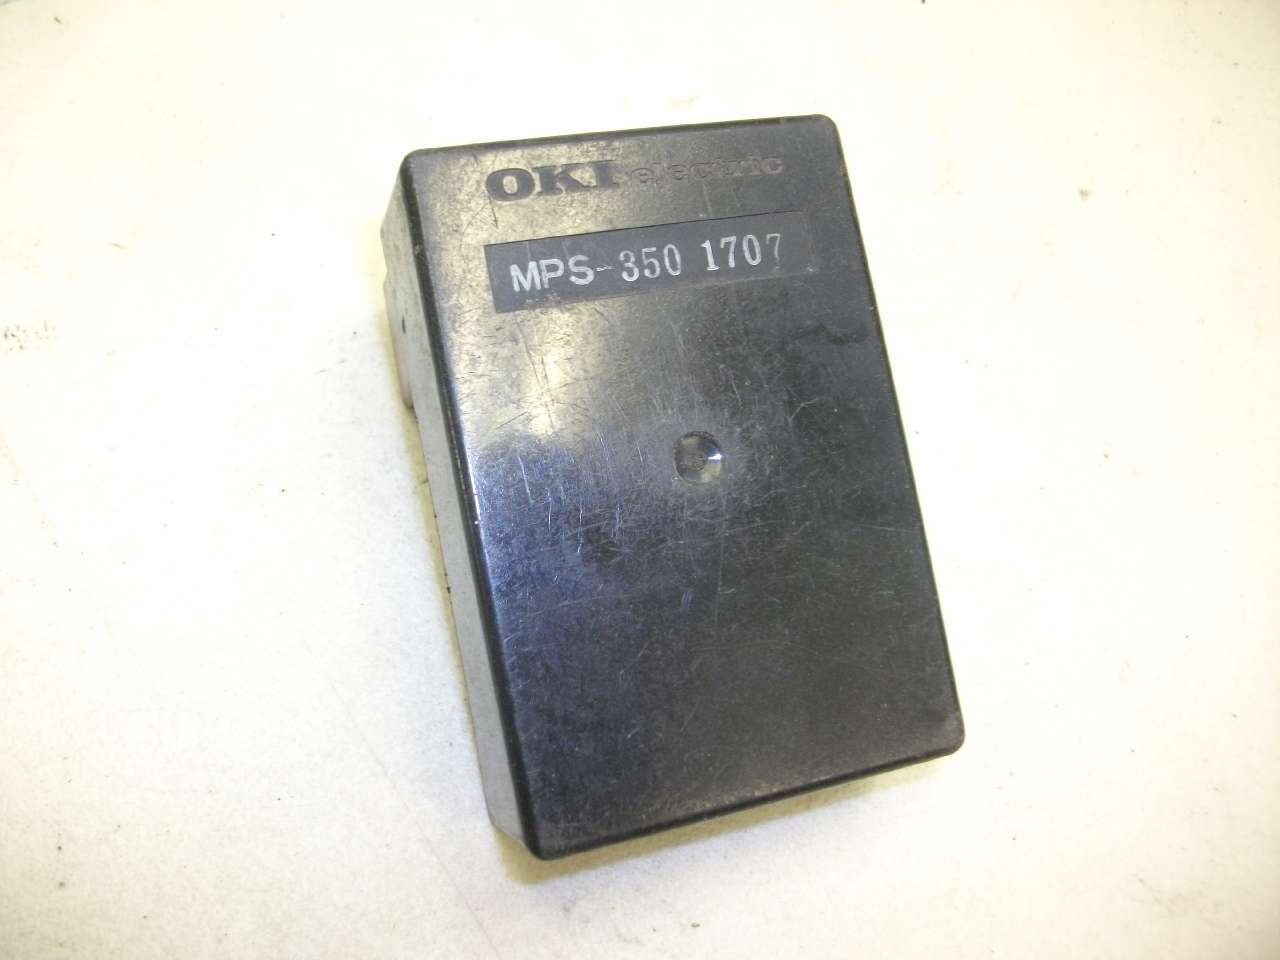 OKI electric
MPS-350 1707